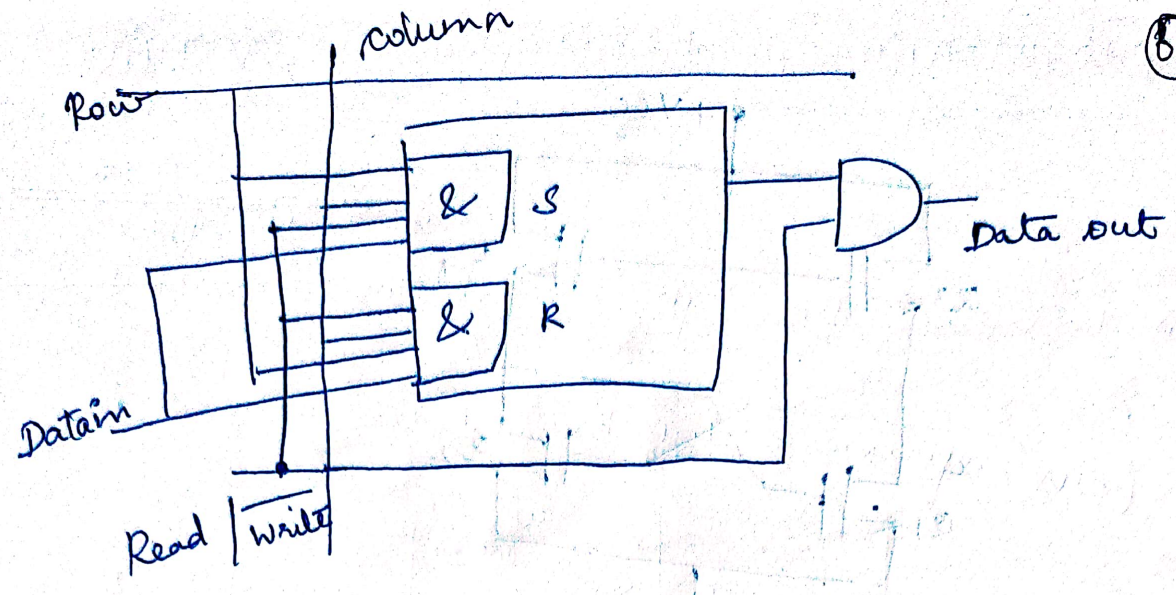 column
Row
&
S
&
R
Data out
Datain
Read / Write